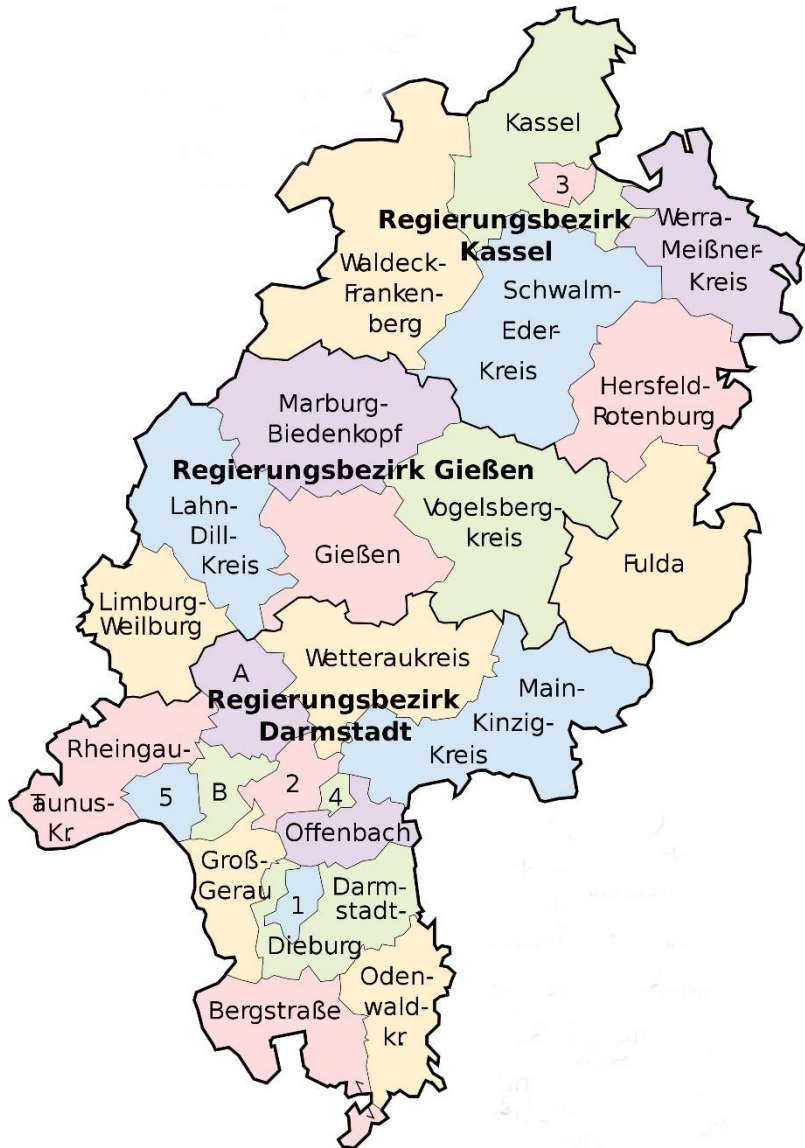 Kassel
3
Regierungsbezirk
Kassel
Werra-
Meißner-
Kreis
Waldeck-
Franken-
berg
Schwalm-
Eder-
Kreis
Hersfeld-
Rotenburg
Marburg-
Biedenkopf
Regierungsbezirk Gießen
Lahn-
Dill-
Kreis
Gießen
Vogelsberg-
kreis
Fulda
Limburg-
Weilburg
A
Wetteraukreis
Regierungsbezirk
Darmstadt
Main-
Kinzig-
Kreis
Rheingau-
Taunus-
Kr.
5
B
2
4
Offenbach
Groß-
Gerau
1
Darm-
stadt-
Dieburg
Oden-
wald-
kr.
Bergstraße